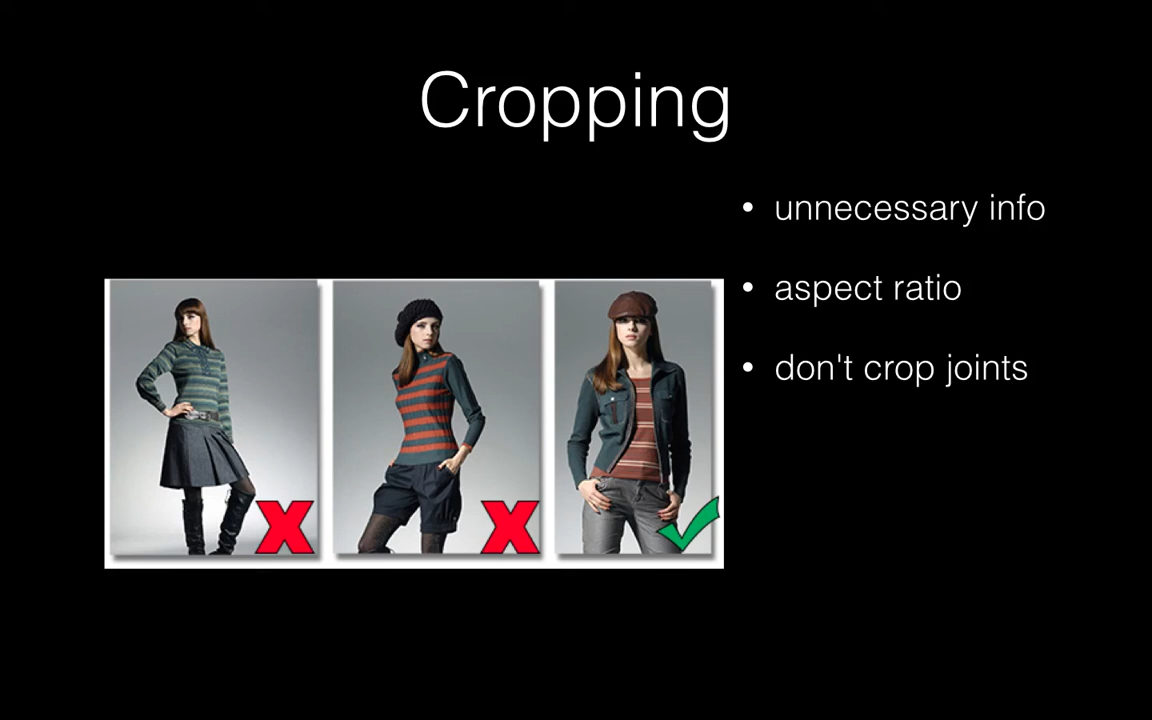 Cropping
• unnecessary info
• aspect ratio
• don't crop joints